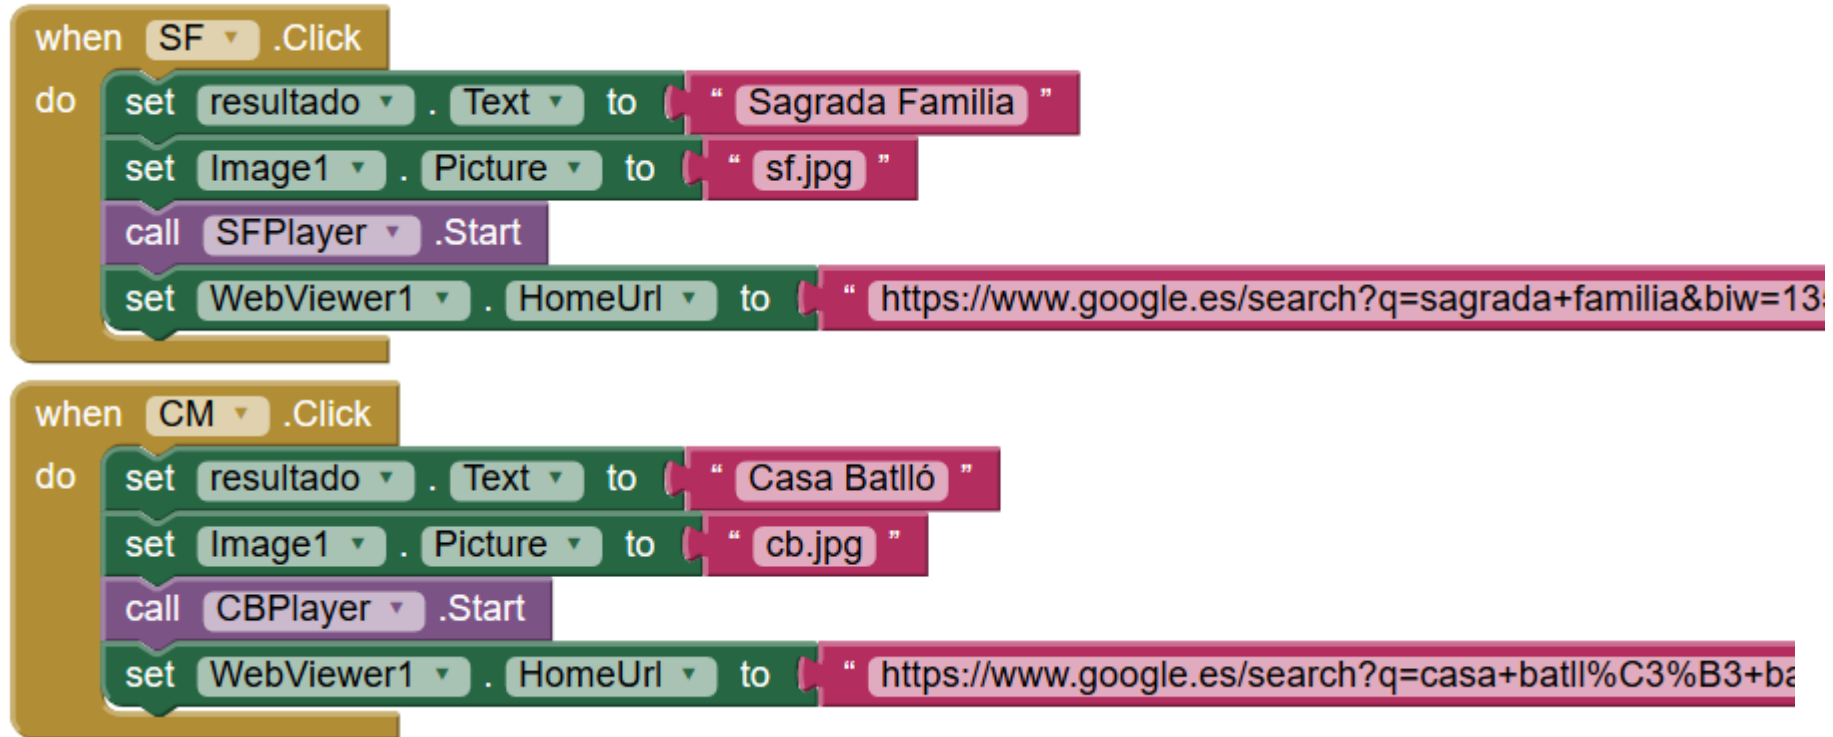 when SF .Click
do set resultado . Text to “ Sagrada Familia ”
set Image1 . Picture to “ sf.jpg ”
call SFPlayer .Start
set WebViewer1 . HomeUrl to “ https://www.google.es/search?q=sagrada+familia&biw=13
when CM .Click
do set resultado . Text to “ Casa Batlló ”
set Image1 . Picture to “ cb.jpg ”
call CBPlayer .Start
set WebViewer1 . HomeUrl to “ https://www.google.es/search?q=casa+batll%C3%B3+ba